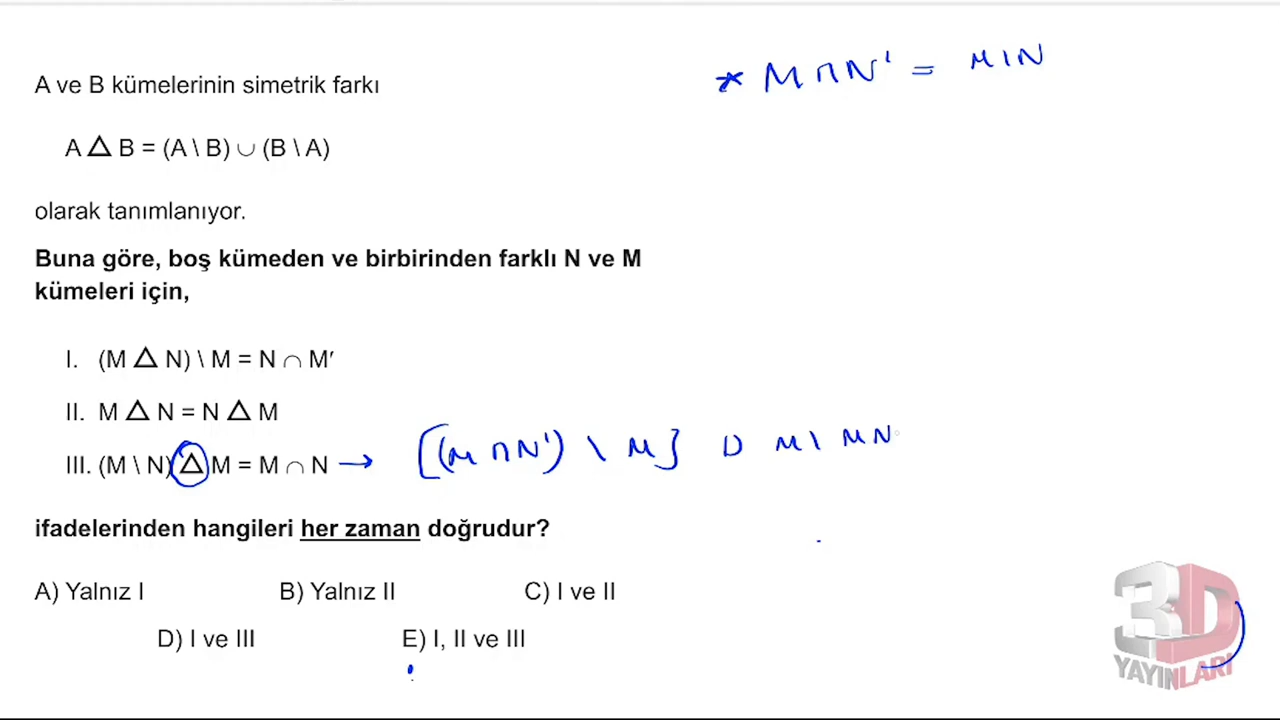 A ve B kümelerinin simetrik farkı
* M ∩ N' = M \ N
A △ B = (A \ B) ∪ (B \ A)
olarak tanımlanıyor.
Buna göre, boş kümeden ve birbirinden farklı N ve M
kümeleri için,
I. (M △ N) \ M = N ∩ M′
II. M △ N = N △ M
III. (M \ N) △ M = M ∩ N → [(M ∩ N') \ M] ∪ M \ M N
ifadelerinden hangileri her zaman doğrudur?
A) Yalnız I B) Yalnız II C) I ve II
D) I ve III E) I, II ve III
3D
YAYINLARI